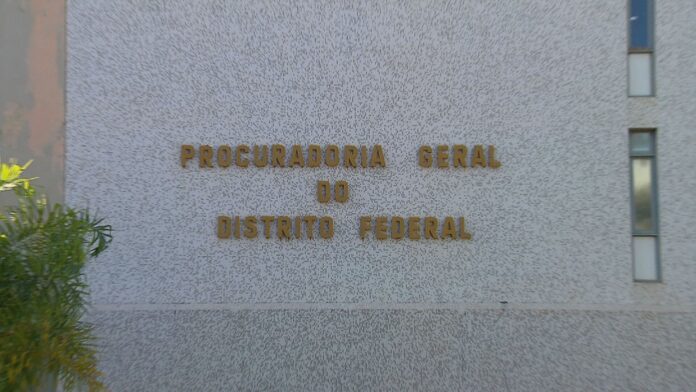 PROCURADORIA GERAL
DO
DISTRITO FEDERAL